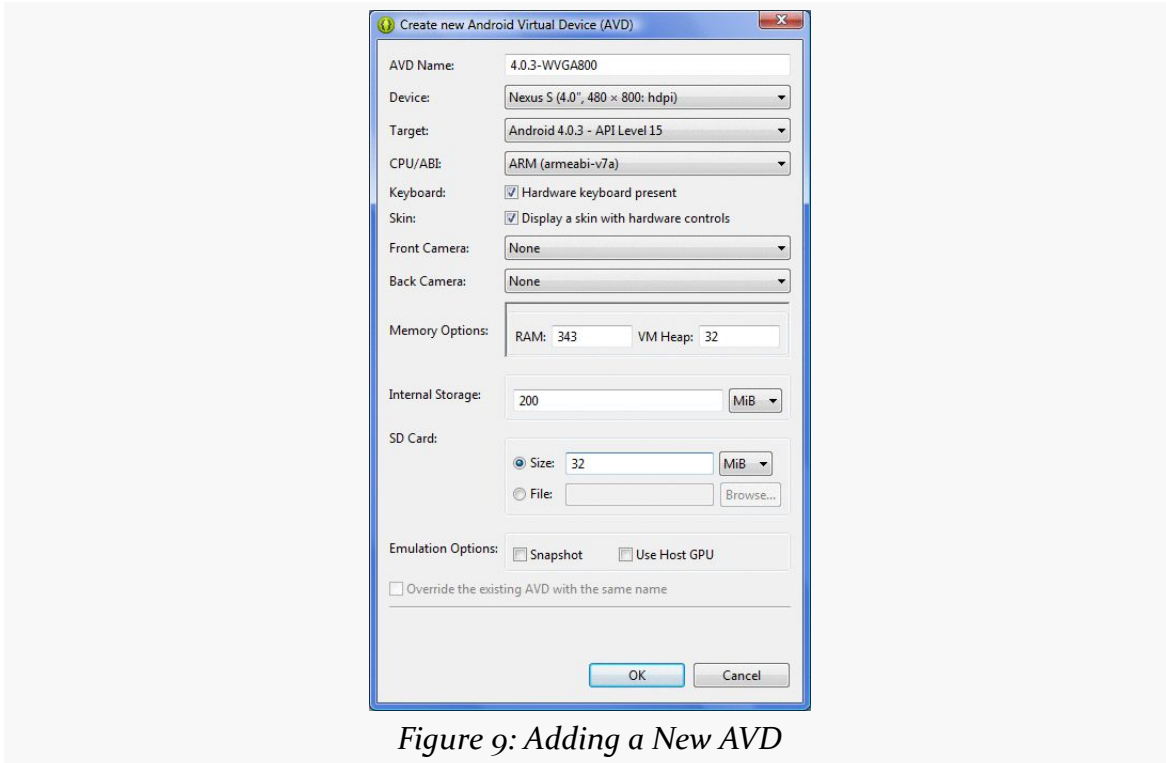 Create new Android Virtual Device (AVD)
AVD Name: 4.0.3-WVGA800
Device: Nexus S (4.0", 480 × 800: hdpi)
Target: Android 4.0.3 - API Level 15
CPU/ABI: ARM (armeabi-v7a)
Keyboard: Hardware keyboard present
Skin: Display a skin with hardware controls
Front Camera: None
Back Camera: None
Memory Options: RAM: 343 VM Heap: 32
Internal Storage: 200 MiB
SD Card:
Size: 32 MiB
File: Browse...
Emulation Options: Snapshot Use Host GPU
Override the existing AVD with the same name
OK Cancel
Figure 9: Adding a New AVD